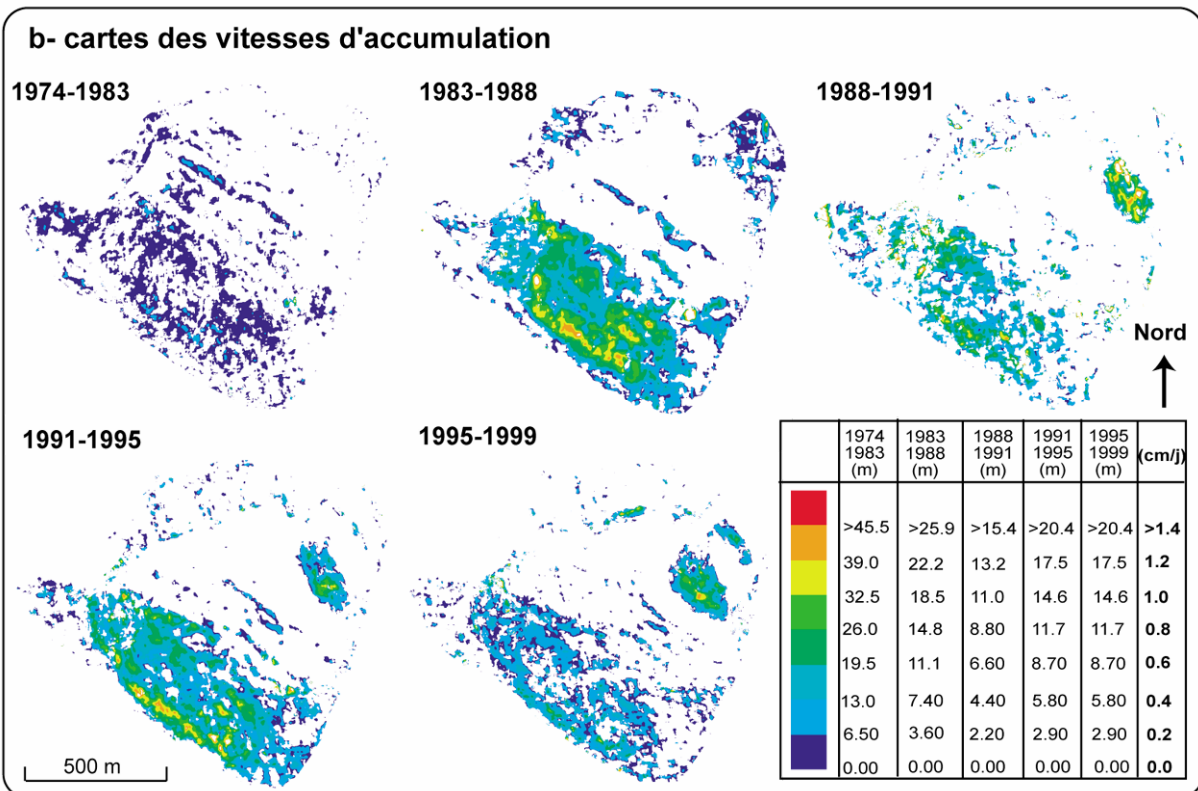 b- cartes des vitesses d'accumulation
1974-1983
1983-1988
1988-1991
Nord
1991-1995
1995-1999
500 m
1974 1983 1988 1991 1995
1983 1988 1991 1995 1999 (cm/j)
(m) (m) (m) (m) (m)
>45.5 >25.9 >15.4 >20.4 >20.4 >1.4
39.0 22.2 13.2 17.5 17.5 1.2
32.5 18.5 11.0 14.6 14.6 1.0
26.0 14.8 8.80 11.7 11.7 0.8
19.5 11.1 6.60 8.70 8.70 0.6
13.0 7.40 4.40 5.80 5.80 0.4
6.50 3.60 2.20 2.90 2.90 0.2
0.00 0.00 0.00 0.00 0.00 0.0